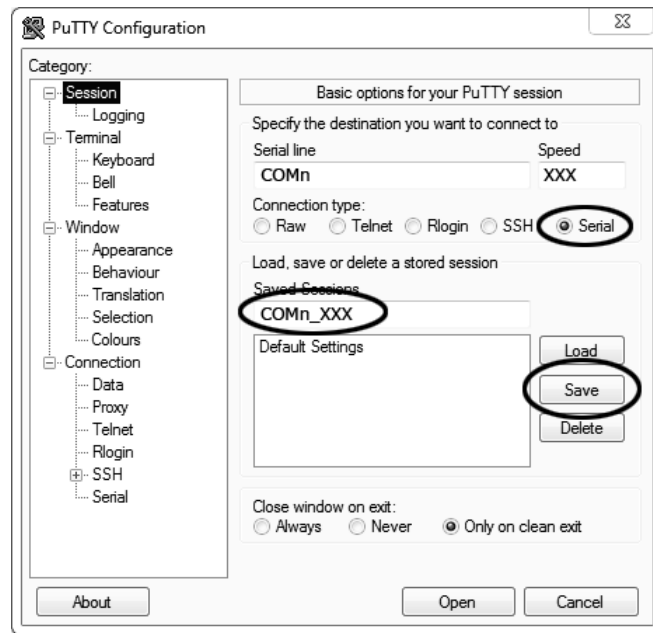 PuTTY Configuration
Category:
Session
Logging
Terminal
Keyboard
Bell
Features
Window
Appearance
Behaviour
Translation
Selection
Colours
Connection
Data
Proxy
Telnet
Rlogin
SSH
Serial
Basic options for your PuTTY session
Specify the destination you want to connect to
Serial line Speed
COMn XXX
Connection type:
Raw Telnet Rlogin SSH Serial
Load, save or delete a stored session
Saved Sessions
COMn_XXX
Default Settings
Load
Save
Delete
Close window on exit:
Always Never Only on clean exit
About Open Cancel